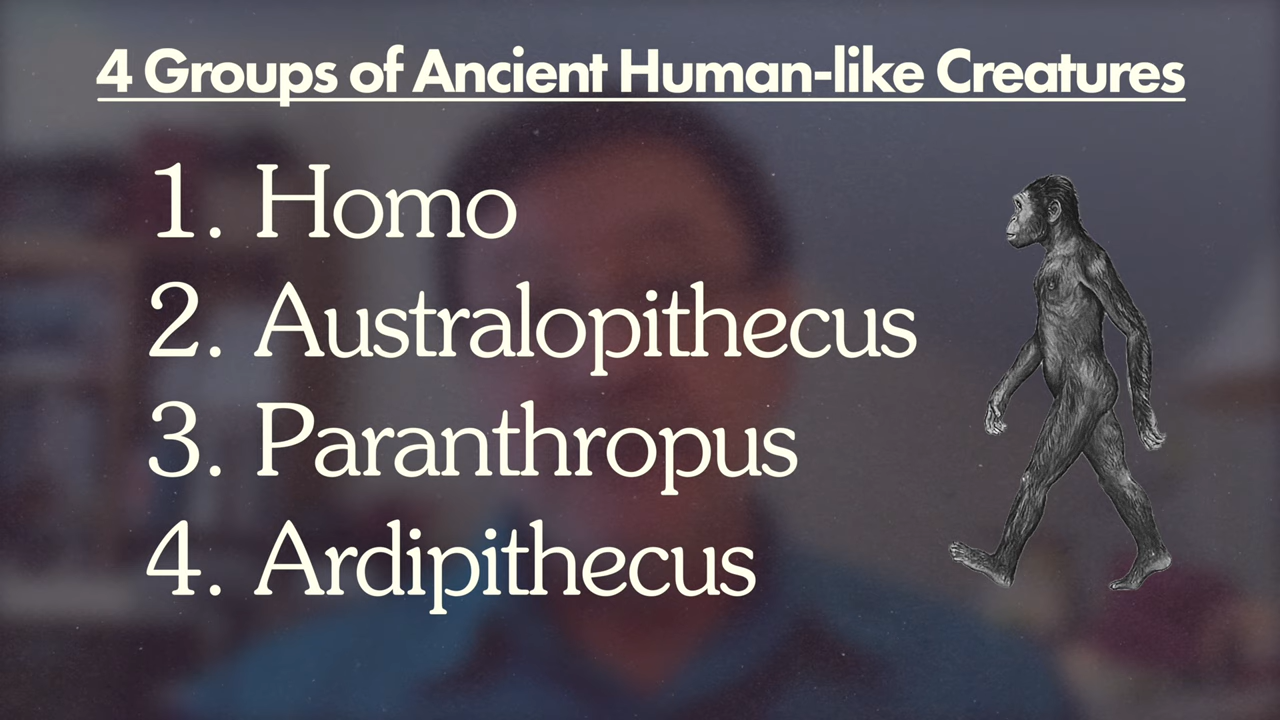 4 Groups of Ancient Human-like Creatures
1. Homo
2. Australopithecus
3. Paranthropus
4. Ardipithecus